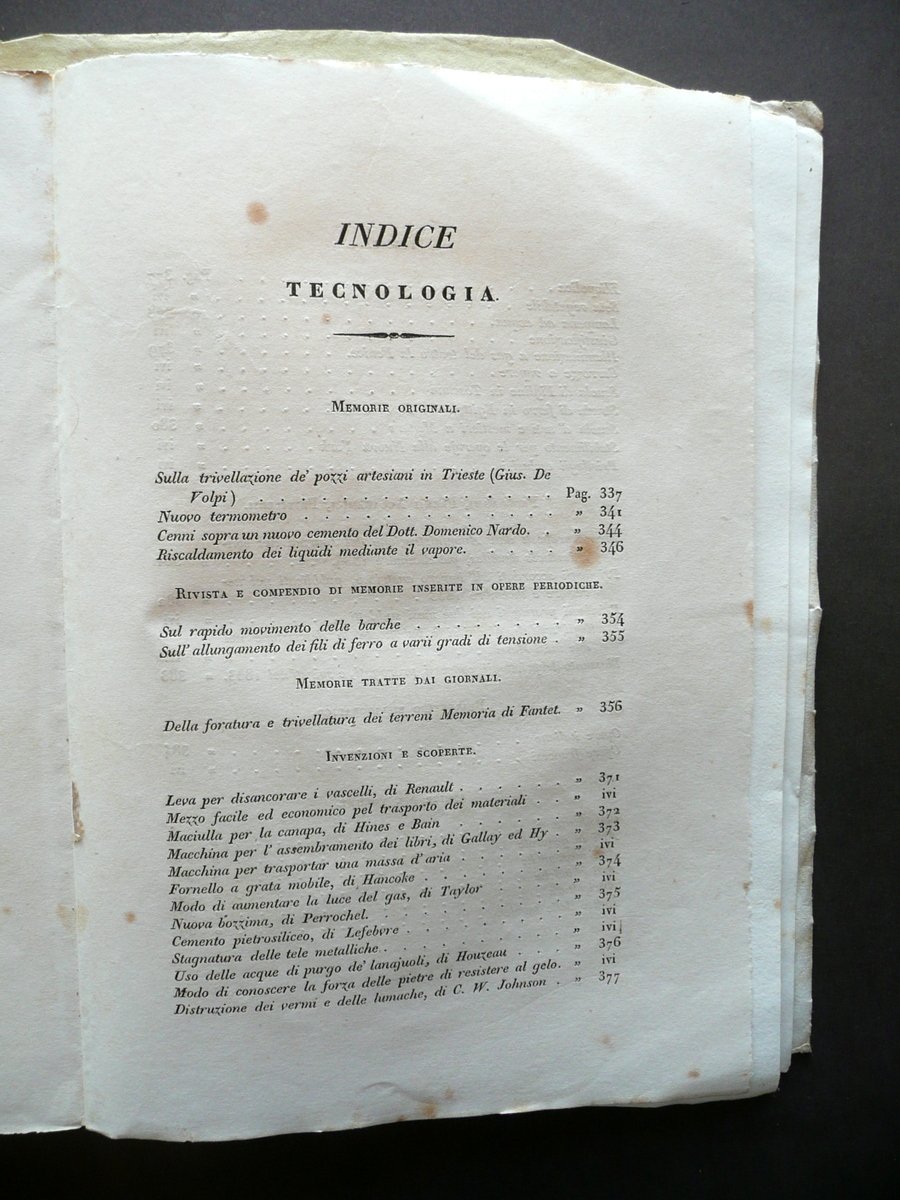 INDICE
TECNOLOGIA.
MEMORIE ORIGINALI.
Sulla trivellazione de' pozzi artesiani in Trieste (Gius. De
Volpi) . . . . . . . . . . . . . . Pag. 337
Nuovo termometro . . . . . . . . . . . . . „ 341
Cenni sopra un nuovo cemento del Dott. Domenico Nardo. . „ 344
Riscaldamento dei liquidi mediante il vapore. . . . . „ 346
RIVISTA E COMPENDIO DI MEMORIE INSERITE IN OPERE PERIODICHE.
Sul rapido movimento delle barche . . . . . . . . „ 354
Sull' allungamento dei fili di ferro a varii gradi di tensione . „ 355
MEMORIE TRATTE DAI GIORNALI.
Della foratura e trivellatura dei terreni Memoria di Fantet. „ 356
INVENZIONI E SCOPERTE.
Leva per disancorare i vascelli, di Renault . . . . . . „ 371
Mezzo facile ed economico pel trasporto dei materiali . . „ ivi
Maciulla per la canapa, di Hines e Bain . . . . . . „ 372
Macchina per l' assembramento dei libri, di Gallay ed Hy . „ 373
Macchina per trasportar una massa d' aria . . . . . „ ivi
Fornello a grata mobile, di Hancoke . . . . . . . „ 374
Modo di aumentare la luce del gas, di Taylor . . . . „ ivi
Nuova bozzima, di Perrochel. . . . . . . . . . „ 375
Cemento pietrosiliceo, di Lefebvre . . . . . . . . „ ivi
Stagnatura delle tele metalliche . . . . . . . . . „ ivi
Uso delle acque di purgo de' lanajuoli, di Houzeau . . . „ 376
Modo di conoscere la forza delle pietre di resistere al gelo. „ ivi
Distruzione dei vermi e delle lumache, di C. W. Johnson . „ 377